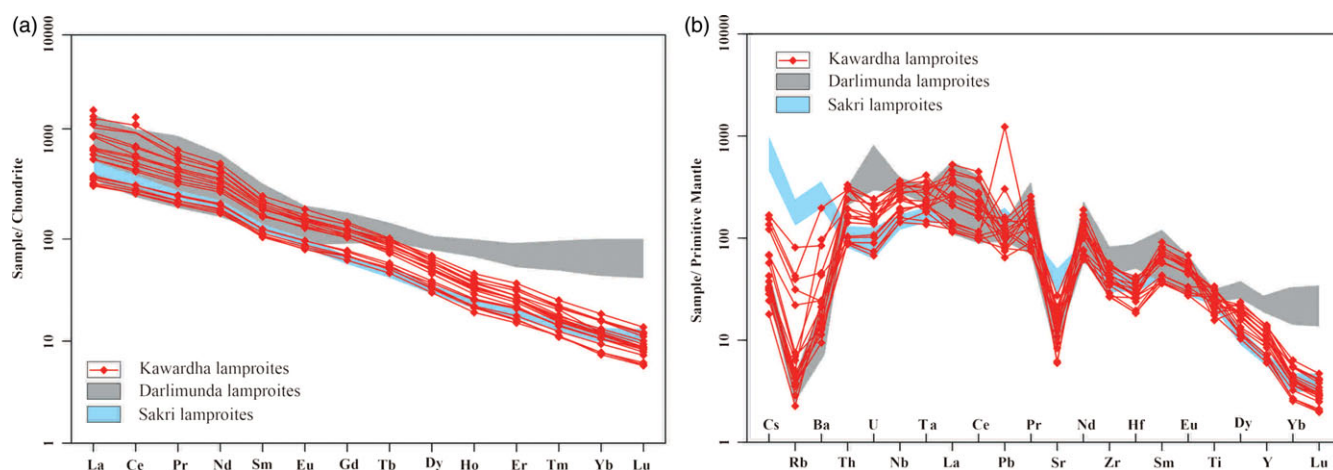 (a)
10000
1000
100
10
1
Sample/ Chondrite
Kawardha lamproites
Darlimunda lamproites
Sakri lamproites
La Ce Pr Nd Sm Eu Gd Tb Dy Ho Er Tm Yb Lu
(b)
10000
1000
100
10
1
Sample/ Primitive Mantle
Kawardha lamproites
Darlimunda lamproites
Sakri lamproites
Cs Ba U Ta Ce Pr Nd Hf Eu Dy Yb
Rb Th Nb La Pb Sr Zr Sm Ti Y Lu